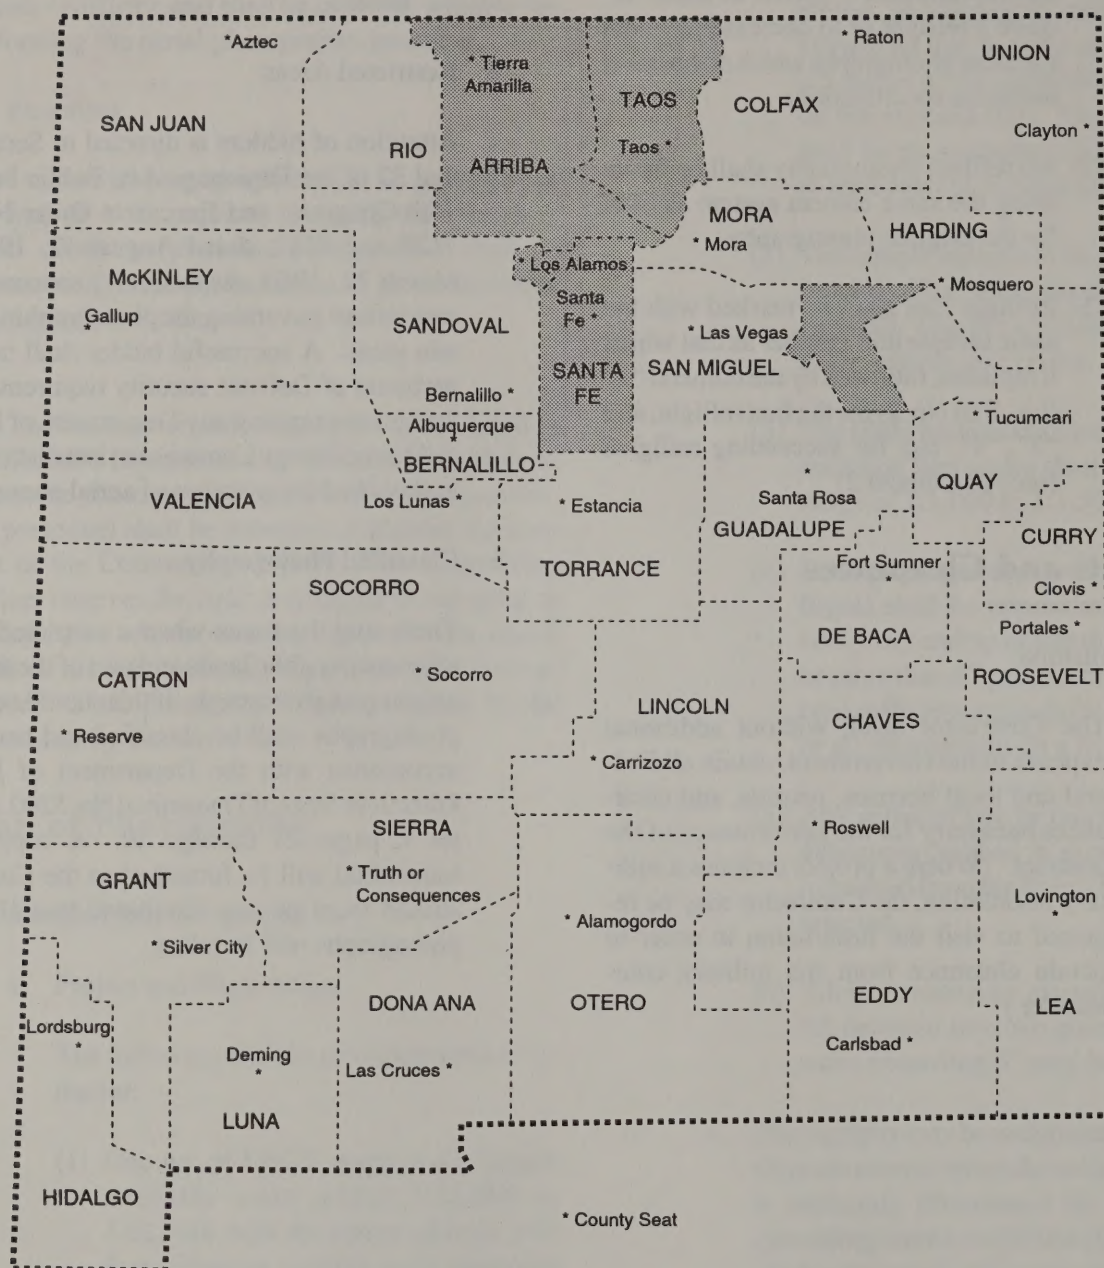 *Aztec
*Raton
UNION
* Tierra
Amarilla
TAOS
COLFAX
SAN JUAN
Clayton *
RIO
ARRIBA
Taos *
MORA
* Mora
HARDING
McKINLEY
* Los Alamos
* Mosquero
Gallup
*
Santa
Fe *
SANDOVAL
* Las Vegas
SANTA
FE
SAN MIGUEL
Bernalillo *
* Tucumcari
Albuquerque
*
BERNALILLO
*
QUAY
VALENCIA
Los Lunas *
* Estancia
Santa Rosa
GUADALUPE
CURRY
SOCORRO
TORRANCE
Fort Sumner
*
Clovis *
Portales *
DE BACA
CATRON
* Socorro
ROOSEVELT
LINCOLN
CHAVES
* Reserve
* Carrizozo
SIERRA
* Roswell
GRANT
* Truth or
Consequences
Lovington
*
* Silver City
* Alamogordo
DONA ANA
OTERO
EDDY
LEA
Lordsburg
*
Deming
*
Las Cruces *
Carlsbad *
LUNA
HIDALGO
* County Seat